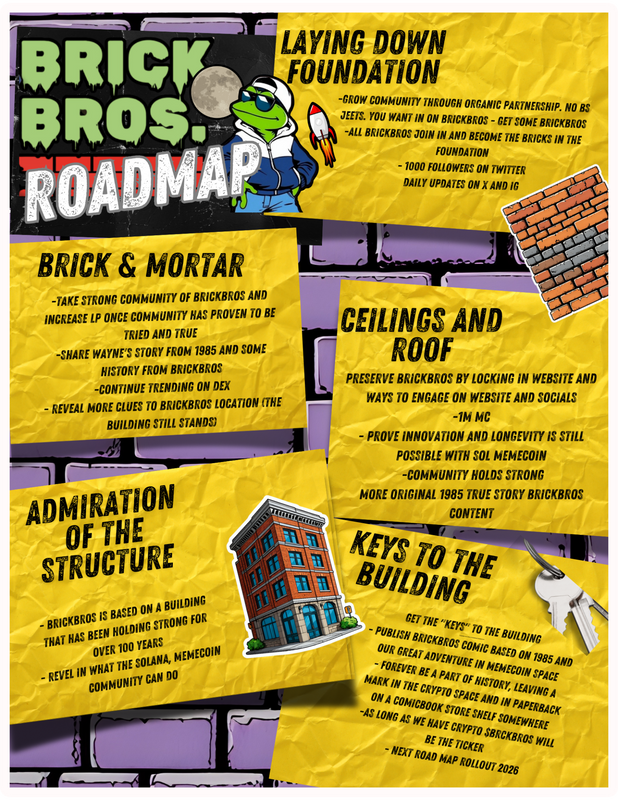 BRICK
BROS.
ROADMAP
LAYING DOWN
FOUNDATION
-GROW COMMUNITY THROUGH ORGANIC PARTNERSHIP. NO BS
JEETS. YOU WANT IN ON BRICKBROS - GET SOME BRICKBROS
-ALL BRICKBROS JOIN IN AND BECOME THE BRICKS IN THE
FOUNDATION
- 1000 FOLLOWERS ON TWITTER
DAILY UPDATES ON X AND IG
BRICK & MORTAR
-TAKE STRONG COMMUNITY OF BRICKBROS AND
INCREASE LP ONCE COMMUNITY HAS PROVEN TO BE
TRIED AND TRUE
-SHARE WAYNE'S STORY FROM 1985 AND SOME
HISTORY FROM BRICKBROS
-CONTINUE TRENDING ON DEX
- REVEAL MORE CLUES TO BRICKBROS LOCATION (THE
BUILDING STILL STANDS)
CEILINGS AND
ROOF
PRESERVE BRICKBROS BY LOCKING IN WEBSITE AND
WAYS TO ENGAGE ON WEBSITE AND SOCIALS
-1M MC
- PROVE INNOVATION AND LONGEVITY IS STILL
POSSIBLE WITH SOL MEMECOIN
-COMMUNITY HOLDS STRONG
MORE ORIGINAL 1985 TRUE STORY BRICKBROS
CONTENT
ADMIRATION
OF THE
STRUCTURE
- BRICKBROS IS BASED ON A BUILDING
THAT HAS BEEN HOLDING STRONG FOR
OVER 100 YEARS
- REVEL IN WHAT THE SOLANA, MEMECOIN
COMMUNITY CAN DO
KEYS TO THE
BUILDING
GET THE "KEYS" TO THE BUILDING
- PUBLISH BRICKBROS COMIC BASED ON 1985 AND
OUR GREAT ADVENTURE IN MEMECOIN SPACE
- FOREVER BE A PART OF HISTORY, LEAVING A
MARK IN THE CRYPTO SPACE AND IN PAPERBACK
ON A COMICBOOK STORE SHELF SOMEWHERE
-AS LONG AS WE HAVE CRYPTO $BRCKBROS WILL
BE THE TICKER
- NEXT ROAD MAP ROLLOUT 2026